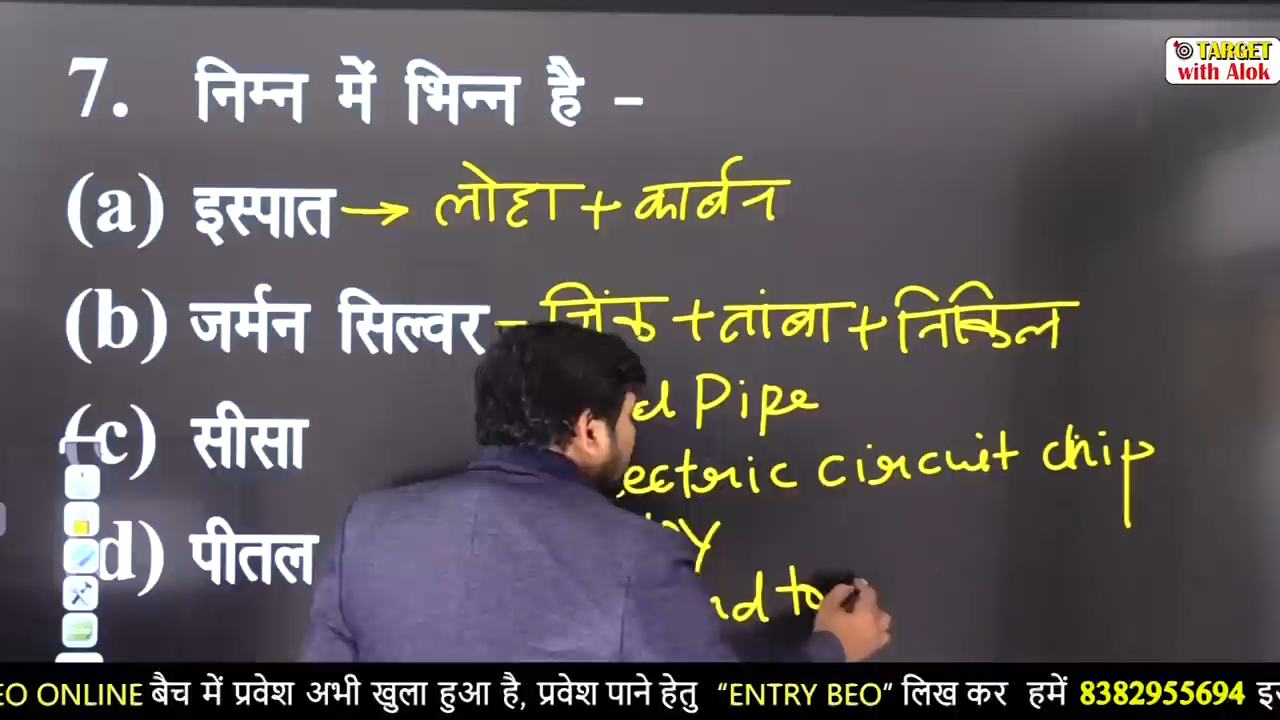 TARGET
with Alok
7. निम्न में भिन्न है -
(a) इस्पात → लोहा + कार्बन
(b) जर्मन सिल्वर - जिंक + तांबा + निकिल
Pipe
(c) सीसा
circuit chip
(d) पीतल
EO ONLINE बैच में प्रवेश अभी खुला हुआ है, प्रवेश पाने हेतु “ENTRY BEO” लिख कर हमें 8382955694